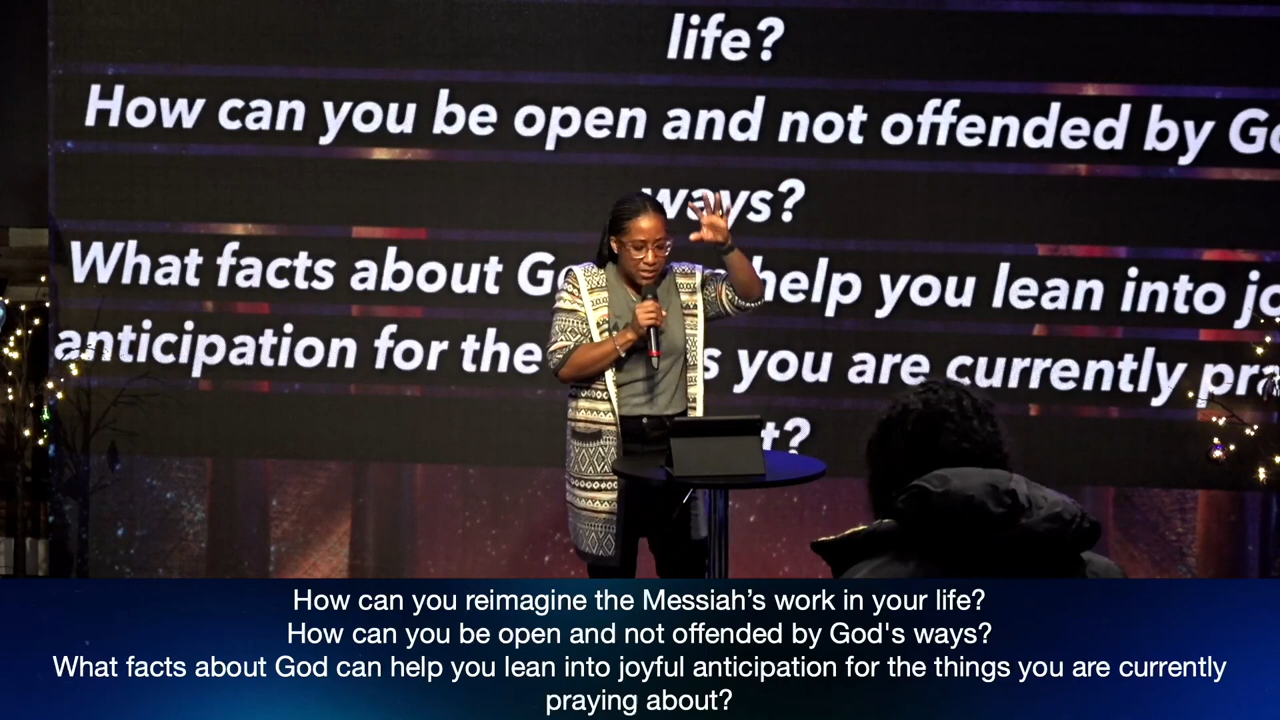 life?
How can you be open and not offended by
ways?
What facts about help you lean into
anticipation for the you are currently
How can you reimagine the Messiah’s work in your life?
How can you be open and not offended by God's ways?
What facts about God can help you lean into joyful anticipation for the things you are currently
praying about?